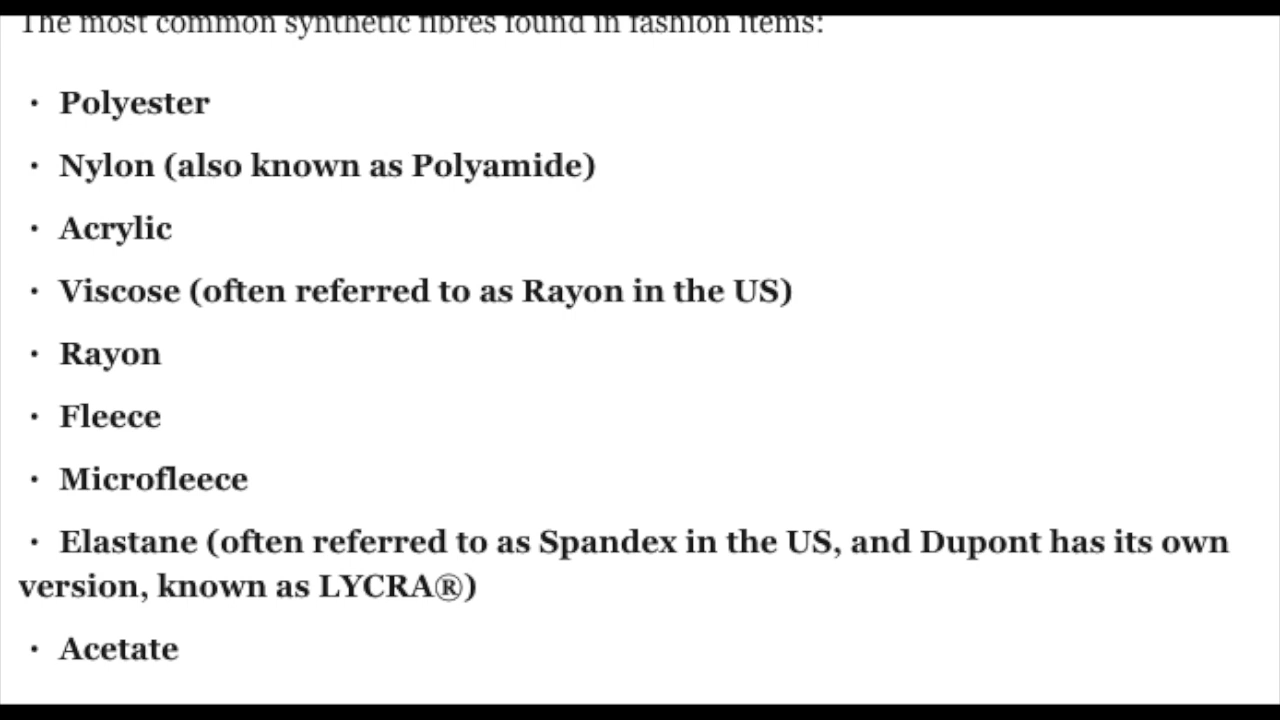 The most common synthetic fibres found in fashion items:
· Polyester
· Nylon (also known as Polyamide)
· Acrylic
· Viscose (often referred to as Rayon in the US)
· Rayon
· Fleece
· Microfleece
· Elastane (often referred to as Spandex in the US, and Dupont has its own
version, known as LYCRA®)
· Acetate